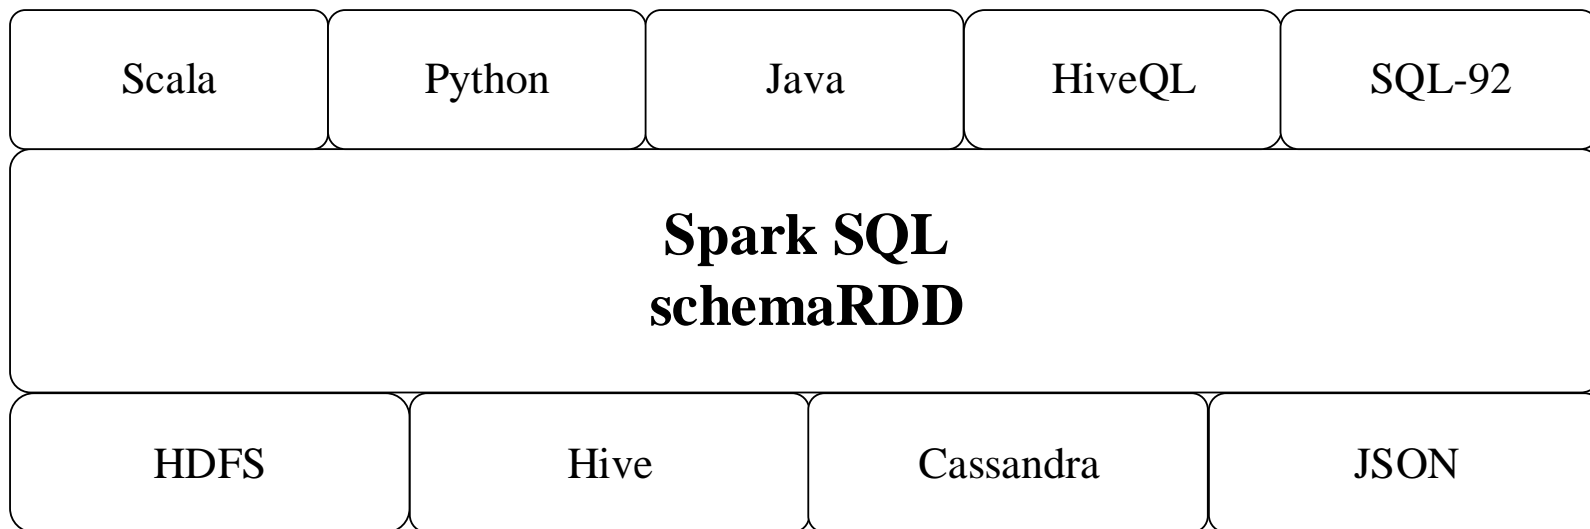 Scala Python Java HiveQL SQL-92
Spark SQL
schemaRDD
HDFS Hive Cassandra JSON